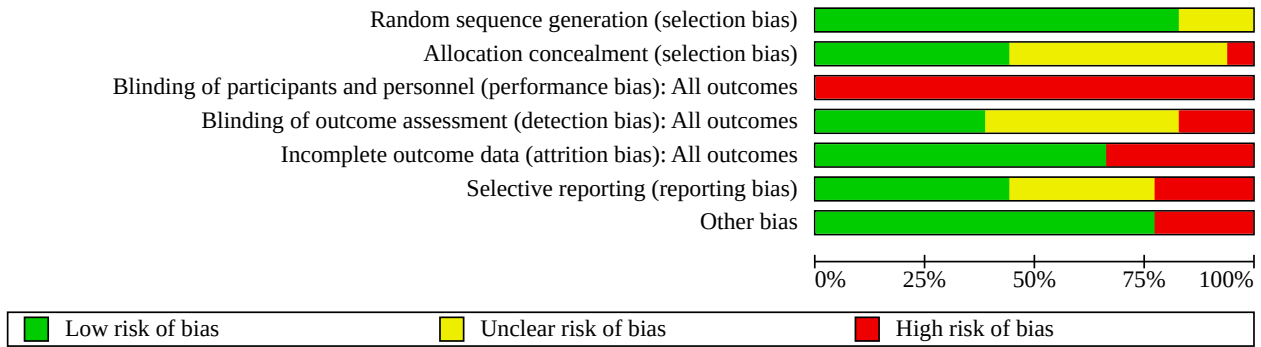 Random sequence generation (selection bias)
Allocation concealment (selection bias)
Blinding of participants and personnel (performance bias): All outcomes
Blinding of outcome assessment (detection bias): All outcomes
Incomplete outcome data (attrition bias): All outcomes
Selective reporting (reporting bias)
Other bias
0% 25% 50% 75% 100%
Low risk of bias Unclear risk of bias High risk of bias